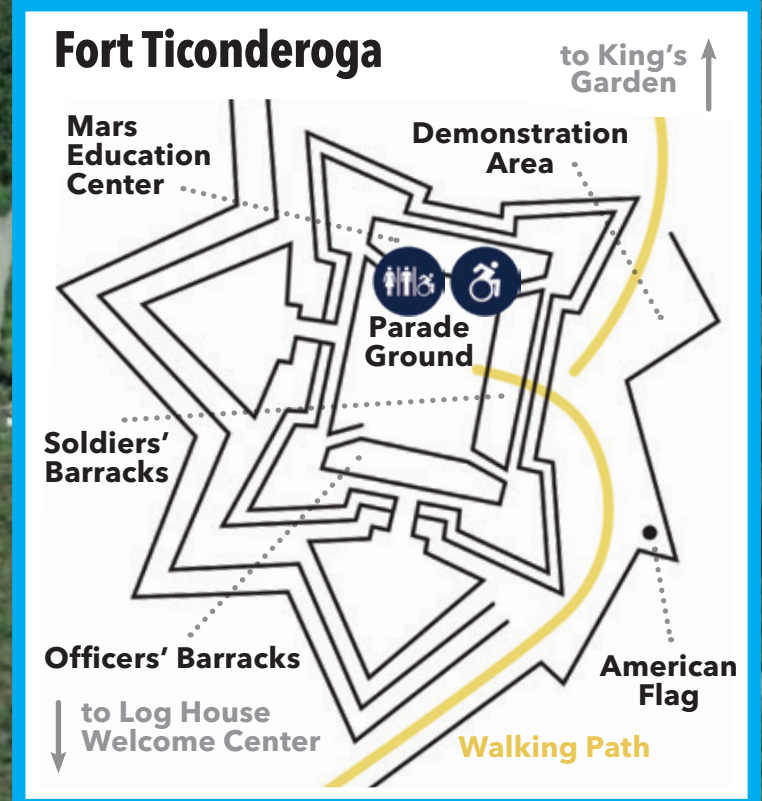 Fort Ticonderoga
to King's
Garden
Mars
Education
Center
Demonstration
Area
Parade
Ground
Soldiers'
Barracks
Officers' Barracks
American
Flag
to Log House
Welcome Center
Walking Path